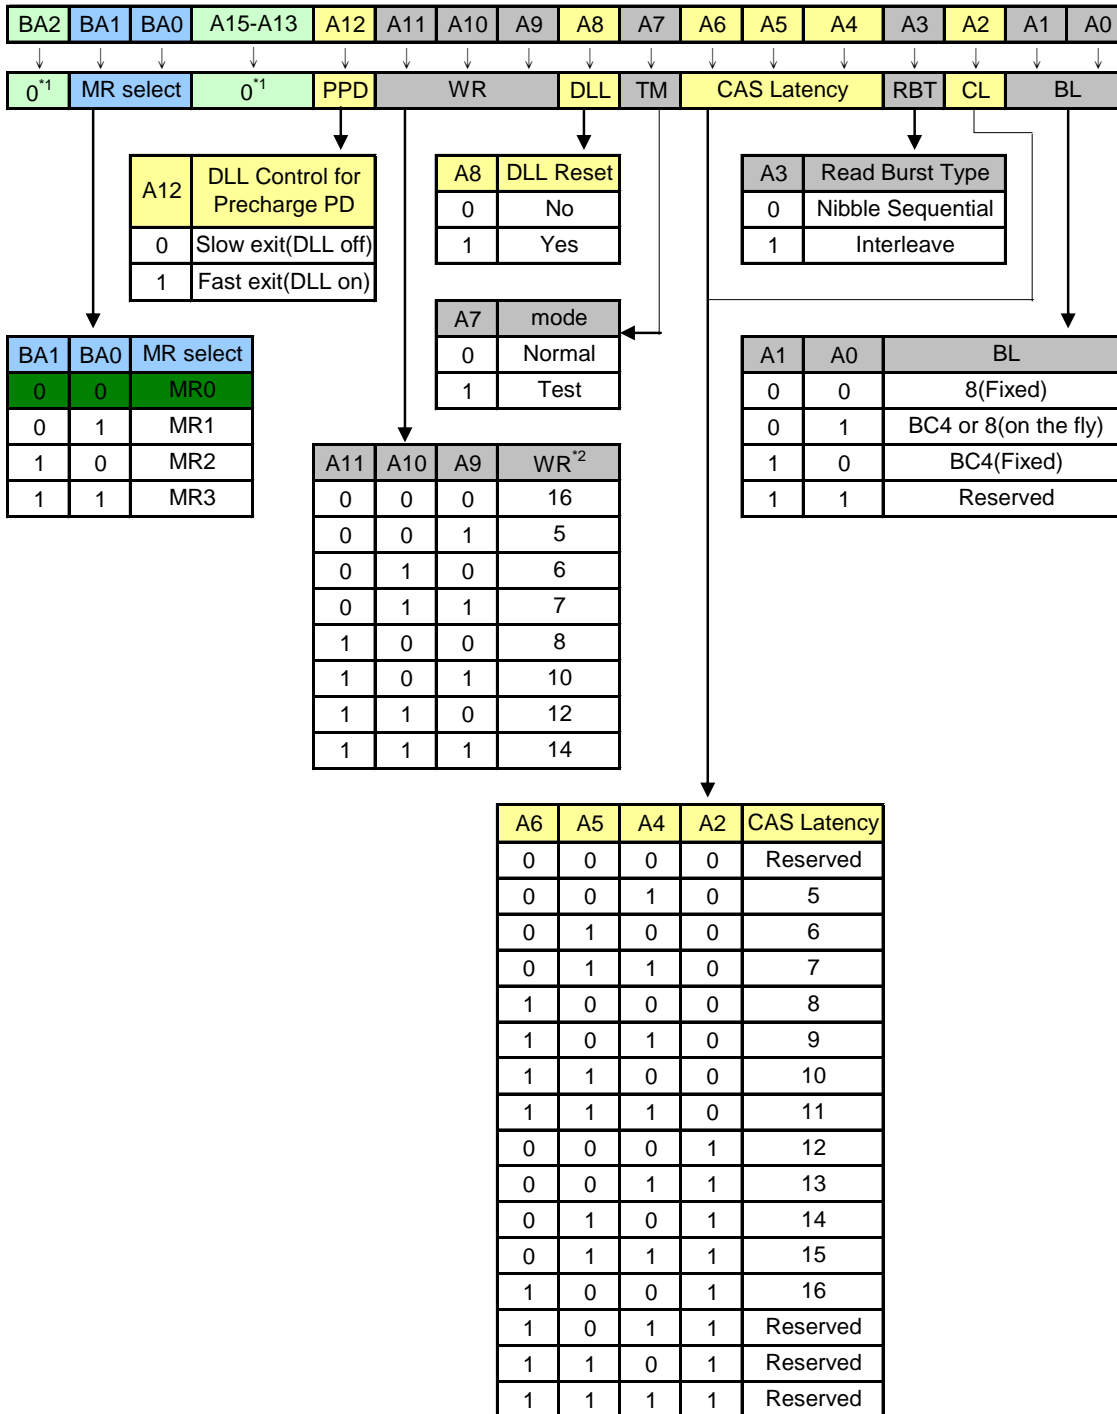 BA2 BA1 BA0 A15-A13 A12 A11 A10 A9 A8 A7 A6 A5 A4 A3 A2 A1 A0
0*1 MR select 0*1 PPD WR DLL TM CAS Latency RBT CL BL
A12 DLL Control for Precharge PD
0 Slow exit(DLL off)
1 Fast exit(DLL on)
A8 DLL Reset
0 No
1 Yes
A3 Read Burst Type
0 Nibble Sequential
1 Interleave
A7 mode
0 Normal
1 Test
BA1 BA0 MR select
0 0 MR0
0 1 MR1
1 0 MR2
1 1 MR3
A1 A0 BL
0 0 8(Fixed)
0 1 BC4 or 8(on the fly)
1 0 BC4(Fixed)
1 1 Reserved
A11 A10 A9 WR*2
0 0 0 16
0 0 1 5
0 1 0 6
0 1 1 7
1 0 0 8
1 0 1 10
1 1 0 12
1 1 1 14
A6 A5 A4 A2 CAS Latency
0 0 0 0 Reserved
0 0 1 0 5
0 1 0 0 6
0 1 1 0 7
1 0 0 0 8
1 0 1 0 9
1 1 0 0 10
1 1 1 0 11
0 0 0 1 12
0 0 1 1 13
0 1 0 1 14
0 1 1 1 15
1 0 0 1 16
1 0 1 1 Reserved
1 1 0 1 Reserved
1 1 1 1 Reserved